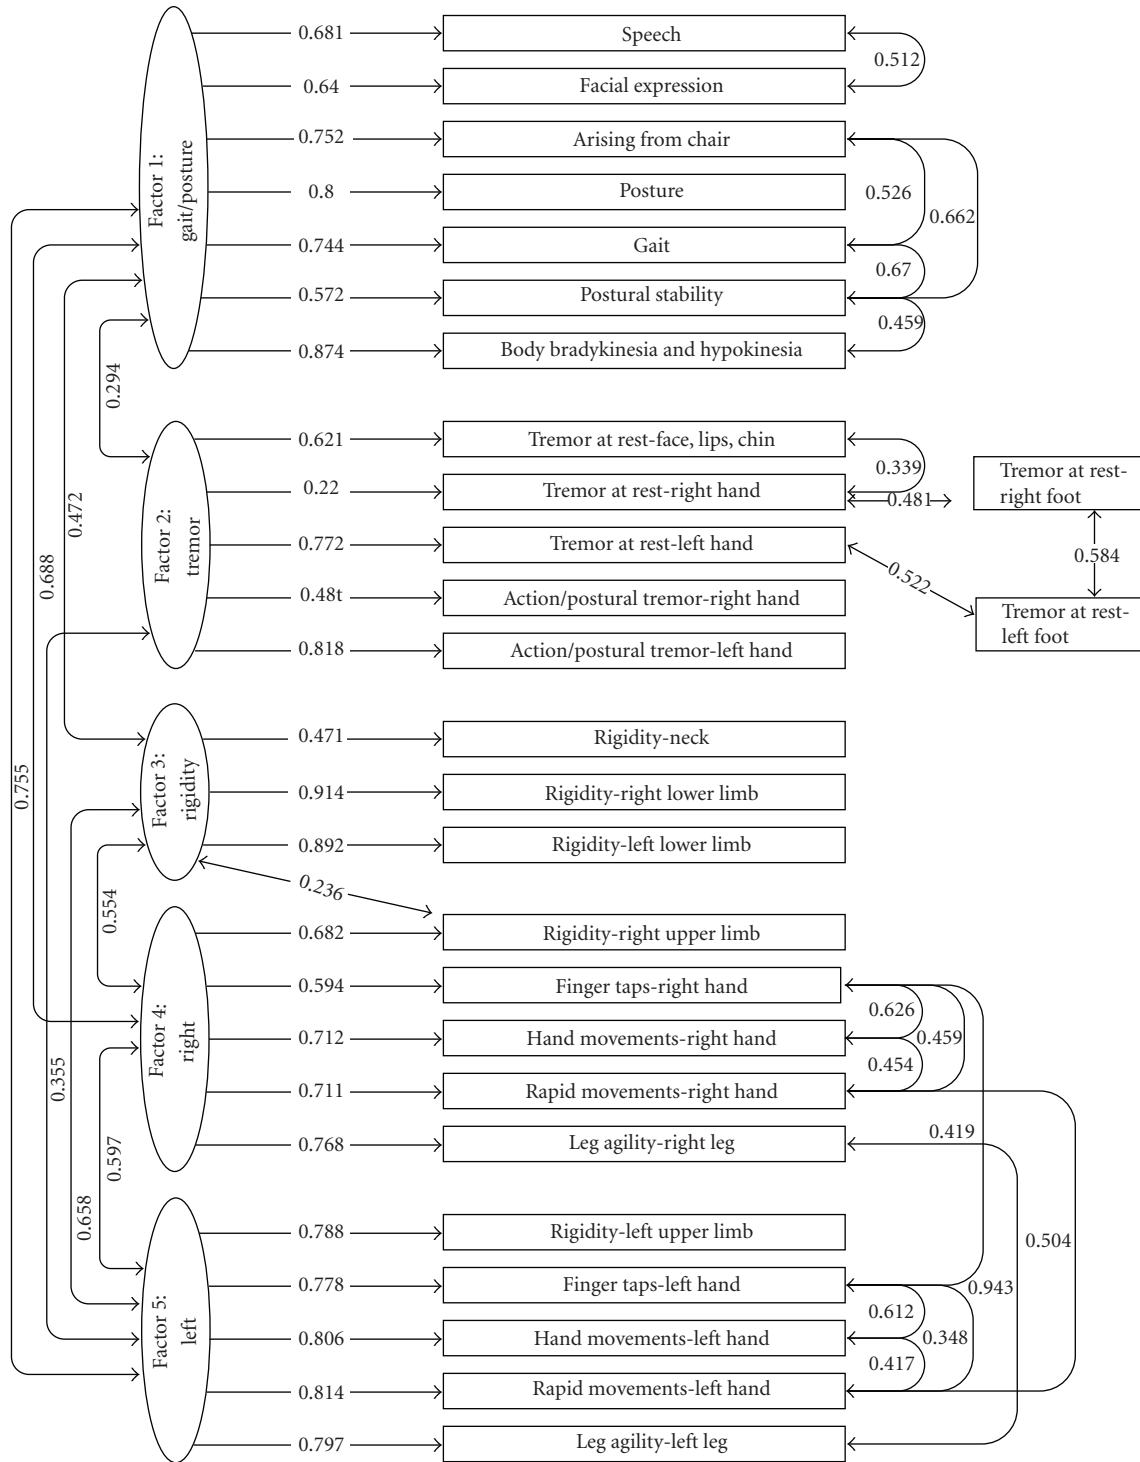 Factor 1:
gait/posture
0.681
Speech
0.512
0.64
Facial expression
0.752
Arising from chair
0.8
Posture
0.526
0.662
0.744
Gait
0.67
0.572
Postural stability
0.459
0.874
Body bradykinesia and hypokinesia
0.294
Factor 2:
tremor
0.621
Tremor at rest-face, lips, chin
0.339
0.22
Tremor at rest-right hand
0.481
Tremor at rest-
right foot
0.772
Tremor at rest-left hand
0.522
0.584
0.48t
Action/postural tremor-right hand
Tremor at rest-
left foot
0.818
Action/postural tremor-left hand
0.472
0.688
0.755
Factor 3:
rigidity
0.471
Rigidity-neck
0.914
Rigidity-right lower limb
0.892
Rigidity-left lower limb
0.236
0.554
Factor 4:
right
0.682
Rigidity-right upper limb
0.594
Finger taps-right hand
0.626
0.459
0.712
Hand movements-right hand
0.454
0.711
Rapid movements-right hand
0.419
0.768
Leg agility-right leg
0.355
0.597
0.658
Factor 5:
left
0.788
Rigidity-left upper limb
0.504
0.778
Finger taps-left hand
0.943
0.612
0.348
0.806
Hand movements-left hand
0.417
0.814
Rapid movements-left hand
0.797
Leg agility-left leg